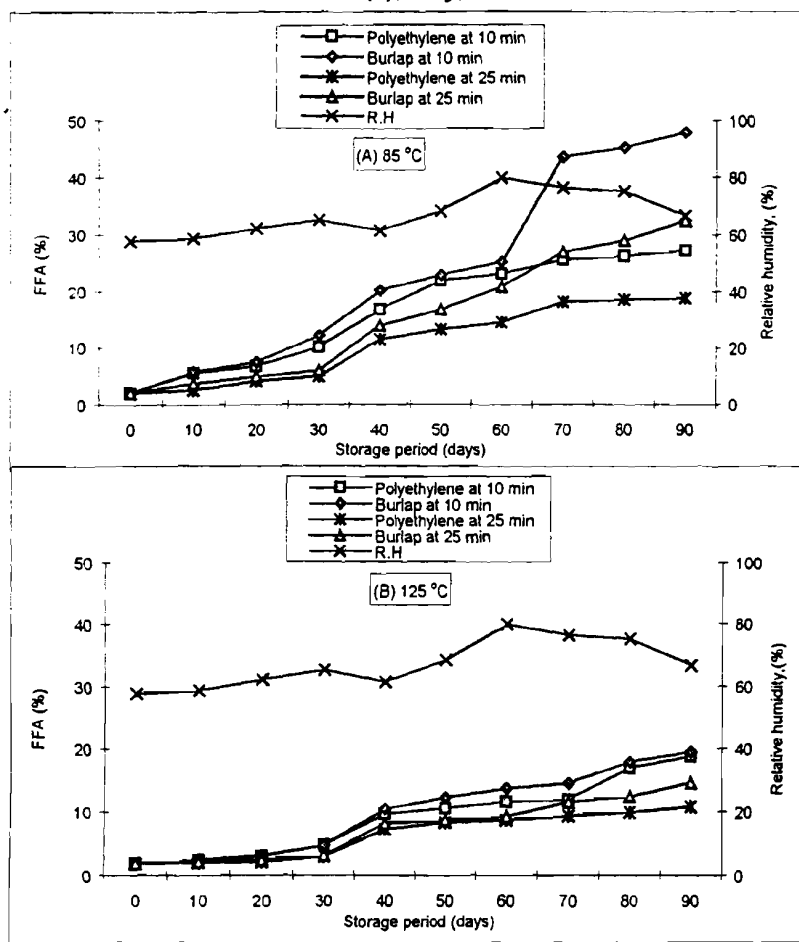 Polyethylene at 10 min
Burlap at 10 min
Polyethylene at 25 min
Burlap at 25 min
R.H
(A) 85 °C
FFA (%)
50
40
30
20
10
0
Relative humidity, (%)
100
80
60
40
20
0
0 10 20 30 40 50 60 70 80 90
Storage period (days)
Polyethylene at 10 min
Burlap at 10 min
Polyethylene at 25 min
Burlap at 25 min
R.H
(B) 125 °C
FFA (%)
50
40
30
20
10
0
Relative humidity,(%)
100
80
60
40
20
0
0 10 20 30 40 50 60 70 80 90
Storage period (days)